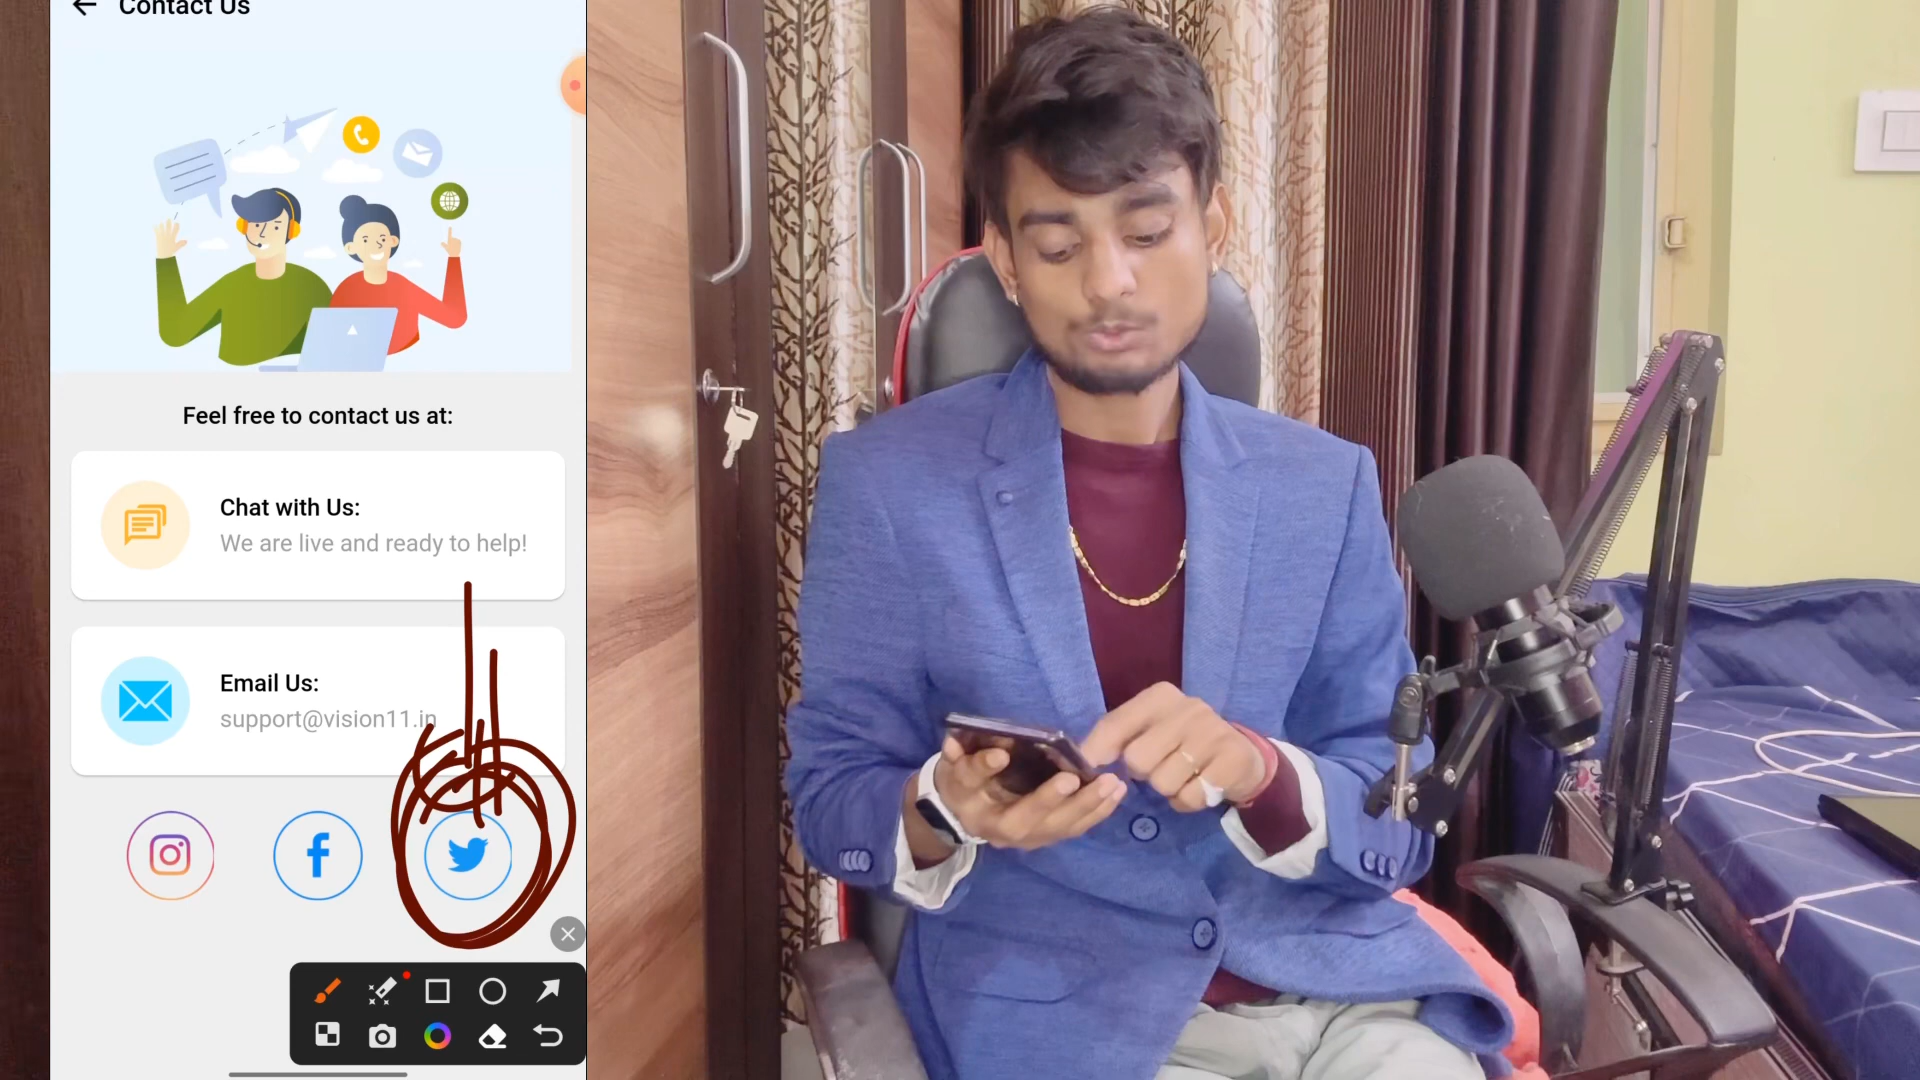 Contact Us
Feel free to contact us at:
Chat with Us:
We are live and ready to help!
Email Us:
support@vision11.in